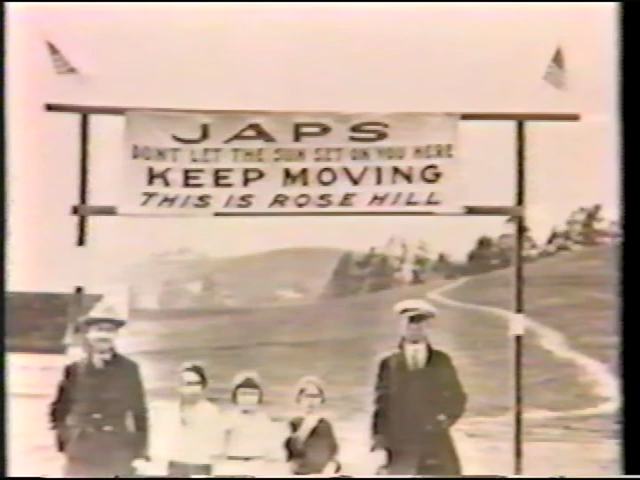 JAPS
DONT LET THE SUN SET ON YOU HERE
KEEP MOVING
THIS IS ROSE HILL